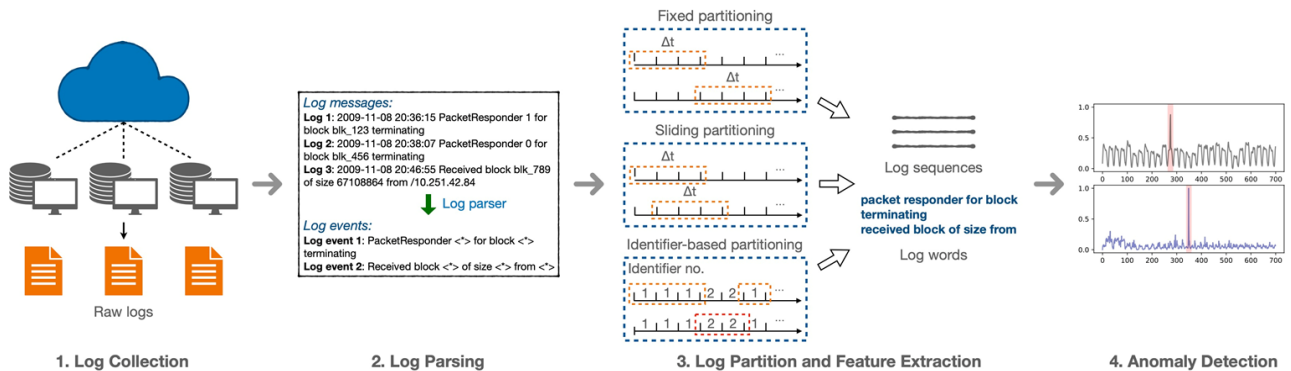 Raw logs
1. Log Collection
Log messages:
Log 1: 2009-11-08 20:36:15 PacketResponder 1 for
block blk_123 terminating
Log 2: 2009-11-08 20:38:07 PacketResponder 0 for
block blk_456 terminating
Log 3: 2009-11-08 20:46:55 Received block blk_789
of size 67108864 from /10.251.42.84
Log parser
Log events:
Log event 1: PacketResponder <*> for block <*>
terminating
Log event 2: Received block <*> of size <*> from <*>
2. Log Parsing
Fixed partitioning
Δt
...
Δt
...
Sliding partitioning
Δt
...
Δt
...
Identifier-based partitioning
Identifier no.
1 1 1 2 2 1 ...
1 1 1 2 2 1 ...
Log sequences
packet responder for block
terminating
received block of size from
Log words
3. Log Partition and Feature Extraction
1.0
0.5
0.0
0 100 200 300 400 500 600 700
1.0
0.5
0.0
0 100 200 300 400 500 600 700
4. Anomaly Detection